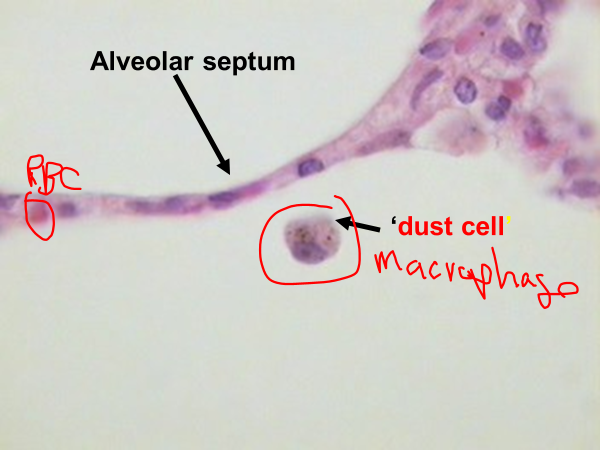 Alveolar septum
RBC
‘dust cell’
macrophage